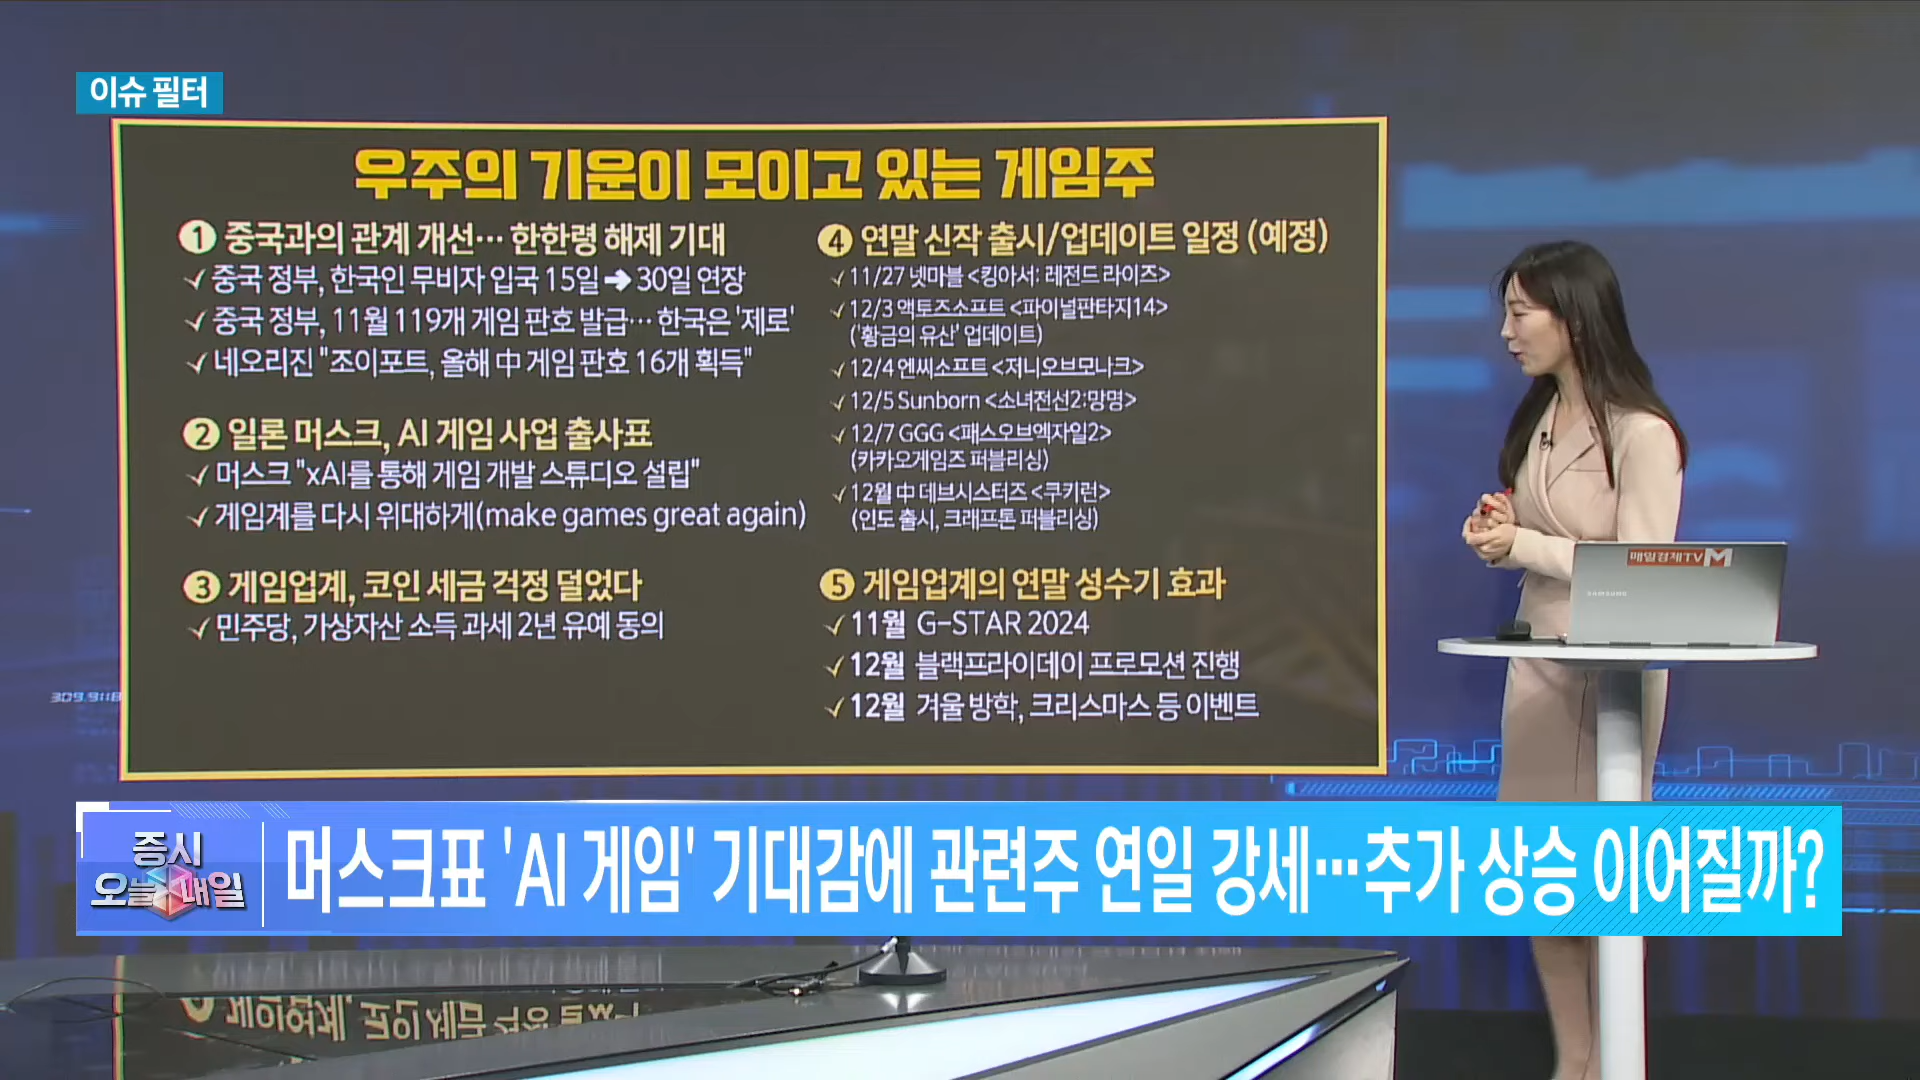 이슈 필터
우주의 기운이 모이고 있는 게임주
❶ 중국과의 관계 개선… 한한령 해제 기대
✓ 중국 정부, 한국인 무비자 입국 15일 ➔ 30일 연장
✓ 중국 정부, 11월 119개 게임 판호 발급… 한국은 '제로'
✓ 네오리진 "조이포트, 올해 中 게임 판호 16개 획득"
❷ 일론 머스크, AI 게임 사업 출사표
✓ 머스크 "xAI를 통해 게임 개발 스튜디오 설립"
✓ 게임계를 다시 위대하게(make games great again)
❸ 게임업계, 코인 세금 걱정 덜었다
✓ 민주당, 가상자산 소득 과세 2년 유예 동의
❹ 연말 신작 출시/업데이트 일정 (예정)
✓ 11/27 넷마블 <킹아서: 레전드 라이즈>
✓ 12/3 액토즈소프트 <파이널판타지14>
('황금의 유산' 업데이트)
✓ 12/4 엔씨소프트 <저니오브모나크>
✓ 12/5 Sunborn <소녀전선2:망명>
✓ 12/7 GGG <패스오브엑자일2>
(카카오게임즈 퍼블리싱)
✓ 12월 中 데브시스터즈 <쿠키런>
(인도 출시, 크래프톤 퍼블리싱)
❺ 게임업계의 연말 성수기 효과
✓ 11월 G-STAR 2024
✓ 12월 블랙프라이데이 프로모션 진행
✓ 12월 겨울 방학, 크리스마스 등 이벤트
매일경제TV M
SAMSUNG
증시
오늘 매일
머스크표 'AI 게임' 기대감에 관련주 연일 강세…추가 상승 이어질까?